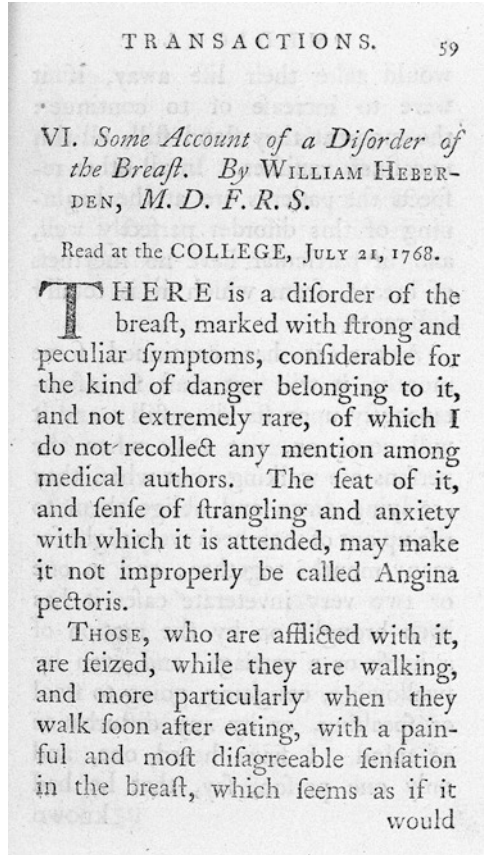 TRANSACTIONS. 59
VI. Some Account of a Diſorder of
the Breaſt. By WILLIAM HEBER-
DEN, M. D. F. R. S.
Read at the COLLEGE, JULY 21, 1768.
THERE is a diſorder of the
breaſt, marked with ſtrong and
peculiar ſymptoms, conſiderable for
the kind of danger belonging to it,
and not extremely rare, of which I
do not recollect any mention among
medical authors. The ſeat of it,
and ſenſe of ſtrangling and anxiety
with which it is attended, may make
it not improperly be called Angina
pectoris.
THOSE, who are afflicted with it,
are ſeized, while they are walking,
and more particularly when they
walk ſoon after eating, with a pain-
ful and moſt diſagreeable ſenſation
in the breaſt, which ſeems as if it
would